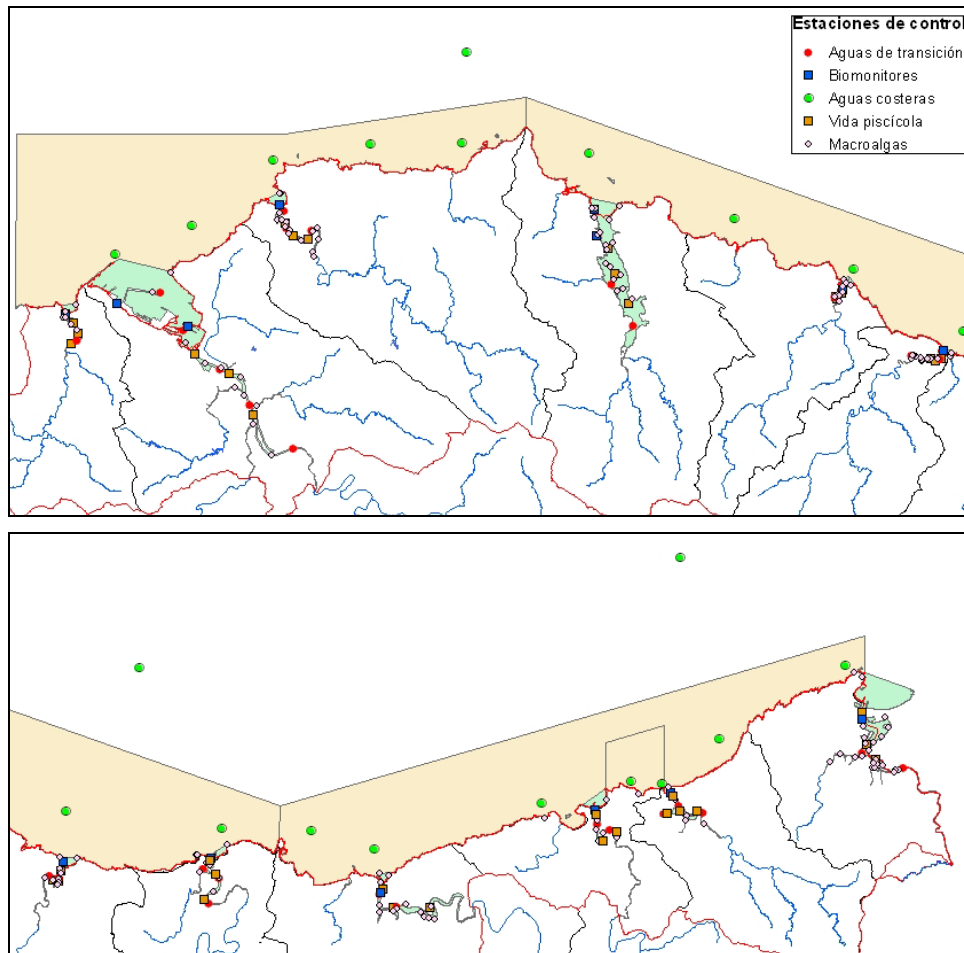 Estaciones de control
Aguas de transición
Biomonitores
Aguas costeras
Vida piscícola
Macroalgas